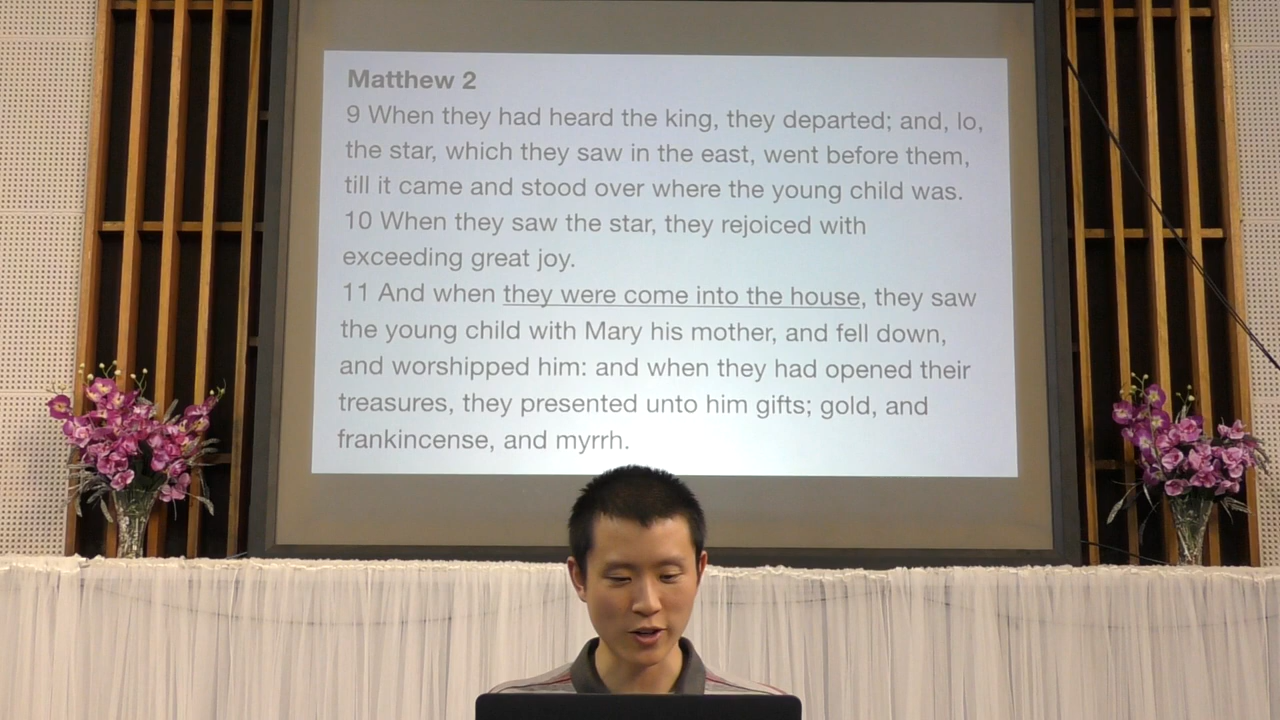 Matthew 2
9 When they had heard the king, they departed; and, lo,
the star, which they saw in the east, went before them,
till it came and stood over where the young child was.
10 When they saw the star, they rejoiced with
exceeding great joy.
11 And when they were come into the house, they saw
the young child with Mary his mother, and fell down,
and worshipped him: and when they had opened their
treasures, they presented unto him gifts; gold, and
frankincense, and myrrh.